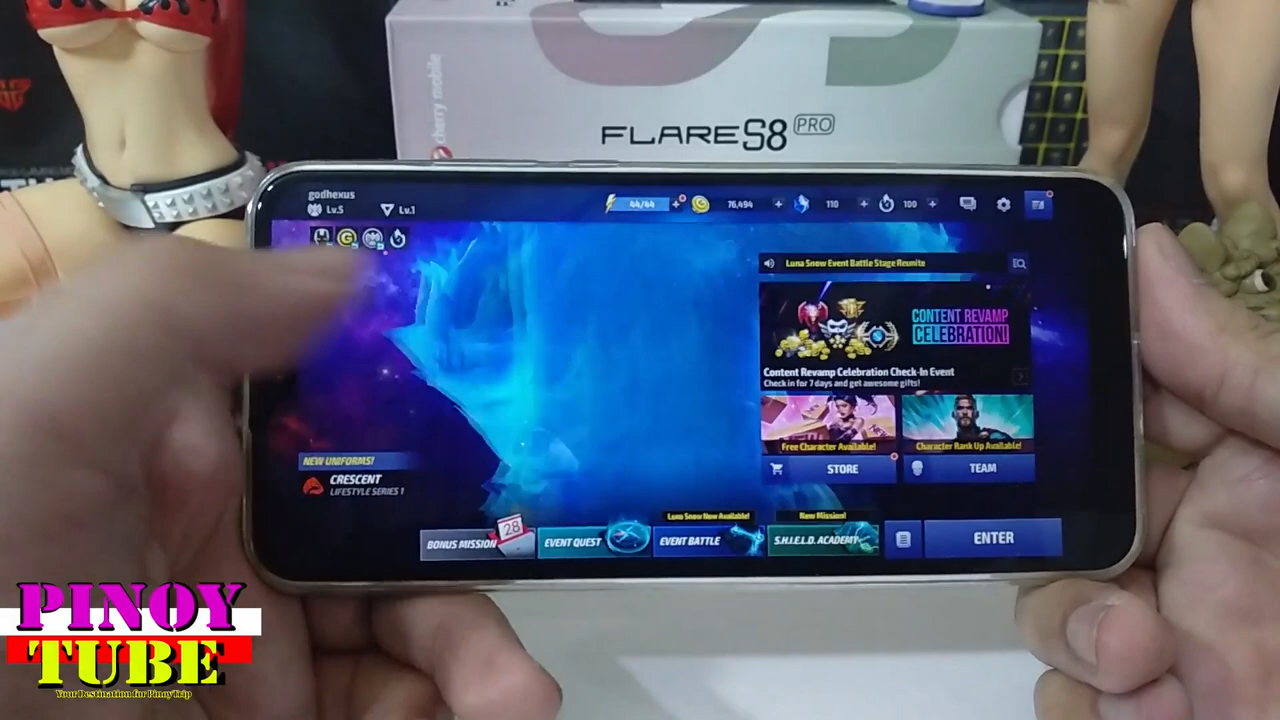 cherry mobile
FLARE S8 PRO
godhexus
Lv.5
Lv.1
44/44
76,494
110
100
Luna Snow Event Battle Stage Reunite
CONTENT REVAMP
CELEBRATION!
Content Revamp Celebration Check-In Event
Check in for 7 days and get awesome gifts!
Free Character Available!
Character Rank Up Available!
STORE
TEAM
NEW UNIFORMS!
CRESCENT
LIFESTYLE SERIES 1
Luna Snow Now Available!
New Mission!
28
BONUS MISSION
EVENT QUEST
EVENT BATTLE
S.H.I.E.L.D. ACADEMY
ENTER
PINOY
TUBE
Your Destination for PinoyTrip